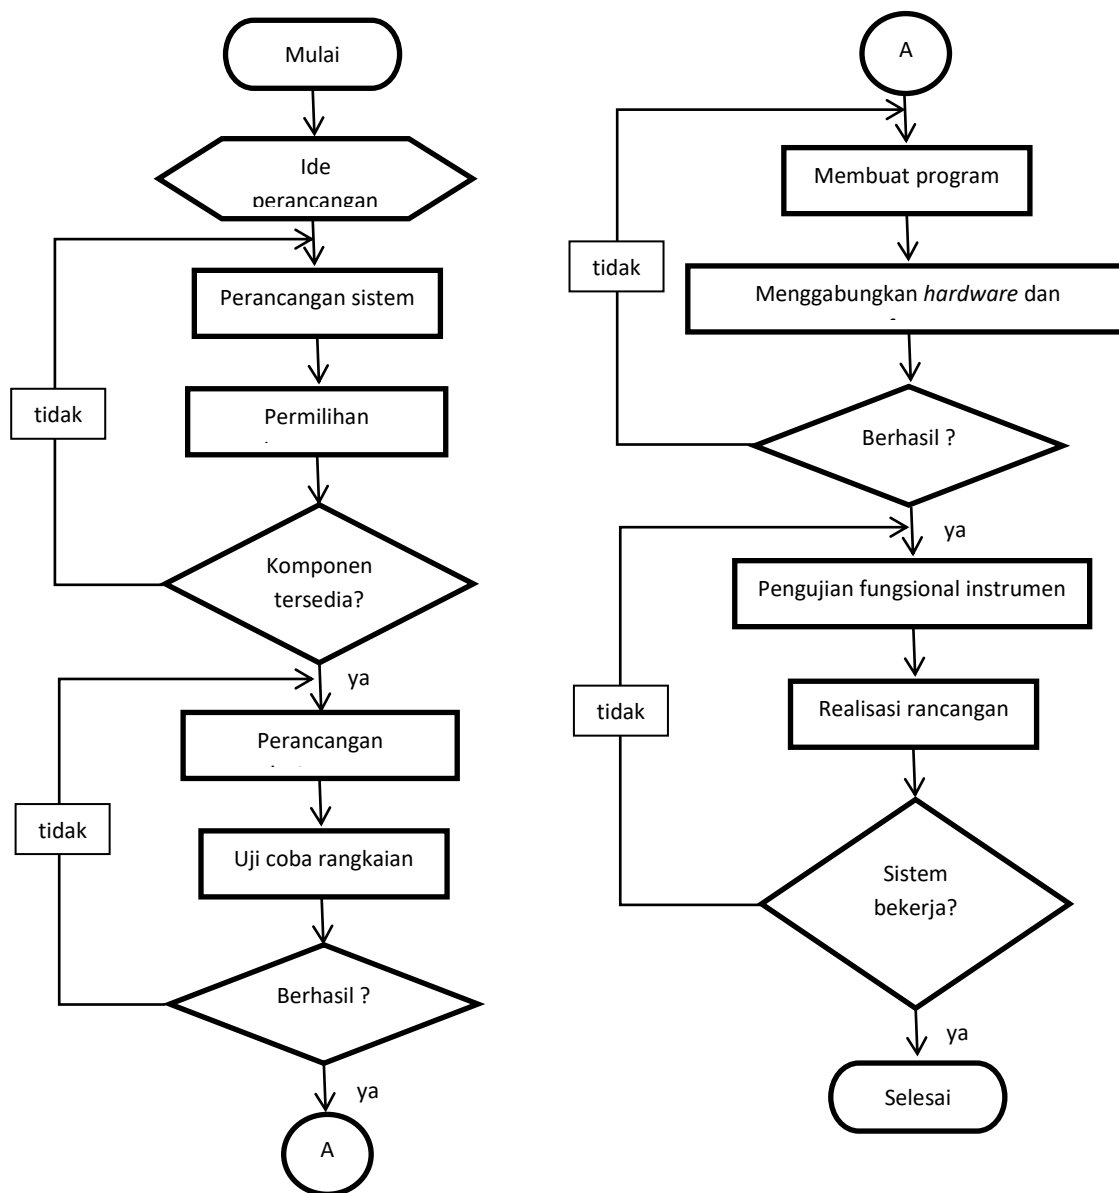 Mulai
Ide
perancangan
Perancangan sistem
tidak
Permilihan
Komponen
tersedia?
ya
Perancangan
tidak
Uji coba rangkaian
Berhasil ?
ya
A
A
Membuat program
tidak
Menggabungkan hardware dan
Berhasil ?
ya
Pengujian fungsional instrumen
tidak
Realisasi rancangan
Sistem
bekerja?
ya
Selesai